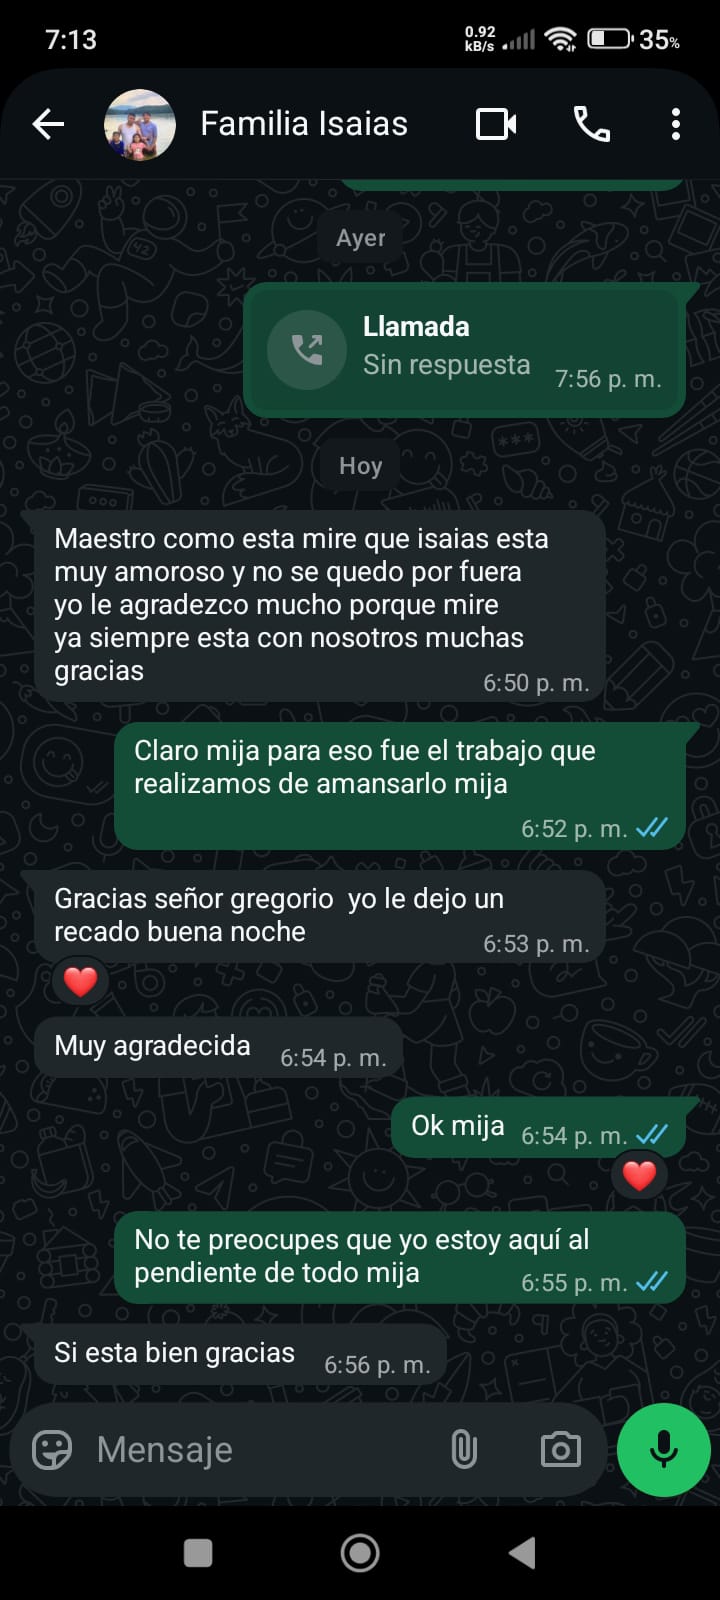 7:13
0.92
kB/s
35%
Familia Isaias
Ayer
Llamada
Sin respuesta
7:56 p. m.
Hoy
Maestro como esta mire que isaias esta
muy amoroso y no se quedo por fuera
yo le agradezco mucho porque mire
ya siempre esta con nosotros muchas
gracias
6:50 p. m.
Claro mija para eso fue el trabajo que
realizamos de amansarlo mija
6:52 p. m.
Gracias señor gregorio  yo le dejo un
recado buena noche
6:53 p. m.
Muy agradecida
6:54 p. m.
Ok mija
6:54 p. m.
No te preocupes que yo estoy aquí al
pendiente de todo mija
6:55 p. m.
Si esta bien gracias
6:56 p. m.
Mensaje